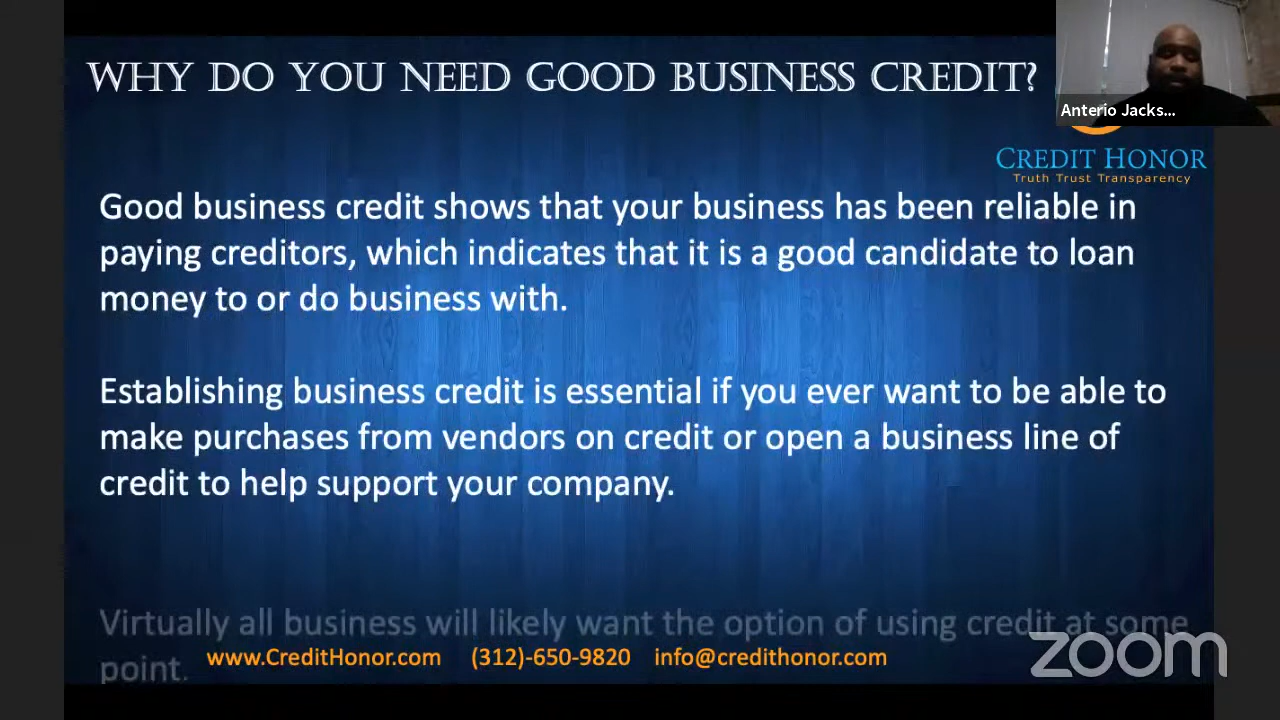 WHY DO YOU NEED GOOD BUSINESS CREDIT?
Anterio Jacks...
CREDIT HONOR
Truth Trust Transparency
Good business credit shows that your business has been reliable in
paying creditors, which indicates that it is a good candidate to loan
money to or do business with.
Establishing business credit is essential if you ever want to be able to
make purchases from vendors on credit or open a business line of
credit to help support your company.
Virtually all business will likely want the option of using credit at some
point.
www.CreditHonor.com (312)-650-9820 info@credithonor.com
zoom